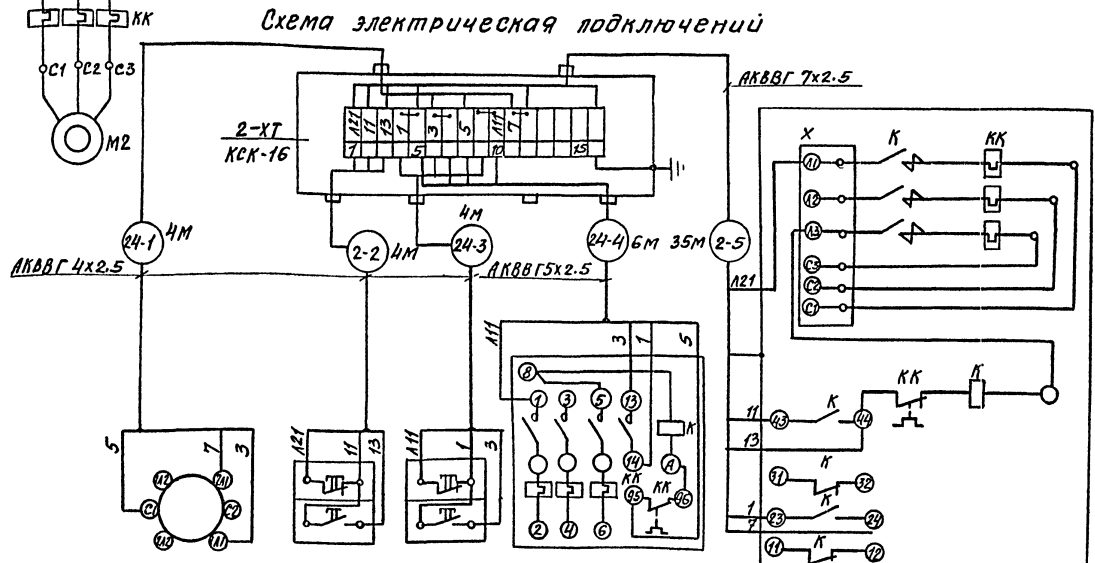 Схема электрическая подключений
КК
С1 С2 С3
М2
2-ХТ
КСК-16
Л21 11 13 1 3 5 Л11 7
1 5 10 15
АКВВГ 7х2.5
24-1 4м
2-2 4м
4м
24-3
24-4 6м
35м 2-5
АКВВГ 4х2.5
АКВВГ 5х2.5
Л21
Х К КК
Л1
Л2
Л3
С3
С2
С1
5 7 3
С1 С2
Л21 11 13
Л11 1 3
Л11 3 1 5
8
1 3 5 13
К
14 А
КК КК
95 96
2 4 6
КК К
11 43 К 44
13
К
31 32
К
1 23 24
7
К
11 12